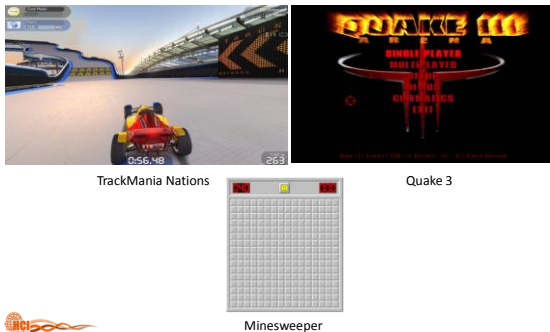 0:56.48
263
QUAKE III
ARENA
SINGLE PLAYER
MULTIPLAYER
SETUP
DEMOS
CINEMATICS
EXIT
TrackMania Nations
Quake 3
Minesweeper
HCI